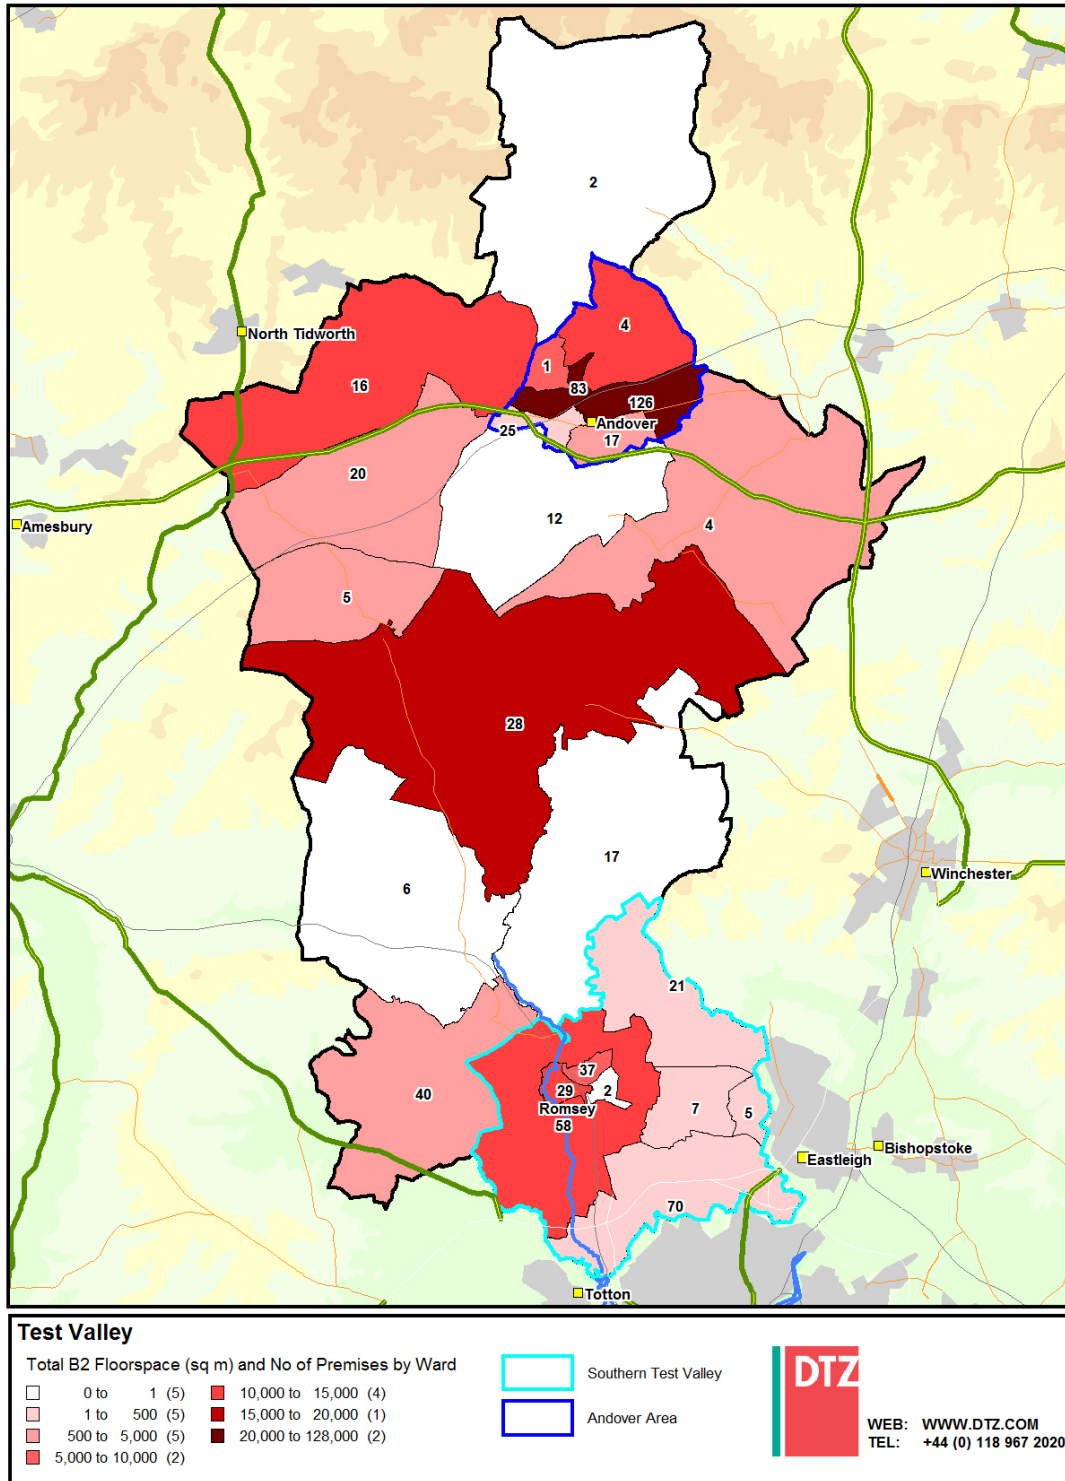 2
4
North Tidworth
1
16
83
126
Andover
25
17
20
12
4
Amesbury
5
28
17
6
Winchester
21
37
40
29
2
7
5
Romsey
58
Bishopstoke
Eastleigh
70
Totton
Test Valley
Total B2 Floorspace (sq m) and No of Premises by Ward
0 to 1 (5)
1 to 500 (5)
500 to 5,000 (5)
5,000 to 10,000 (2)
10,000 to 15,000 (4)
15,000 to 20,000 (1)
20,000 to 128,000 (2)
Southern Test Valley
Andover Area
DTZ
WEB: WWW.DTZ.COM
TEL: +44 (0) 118 967 2020